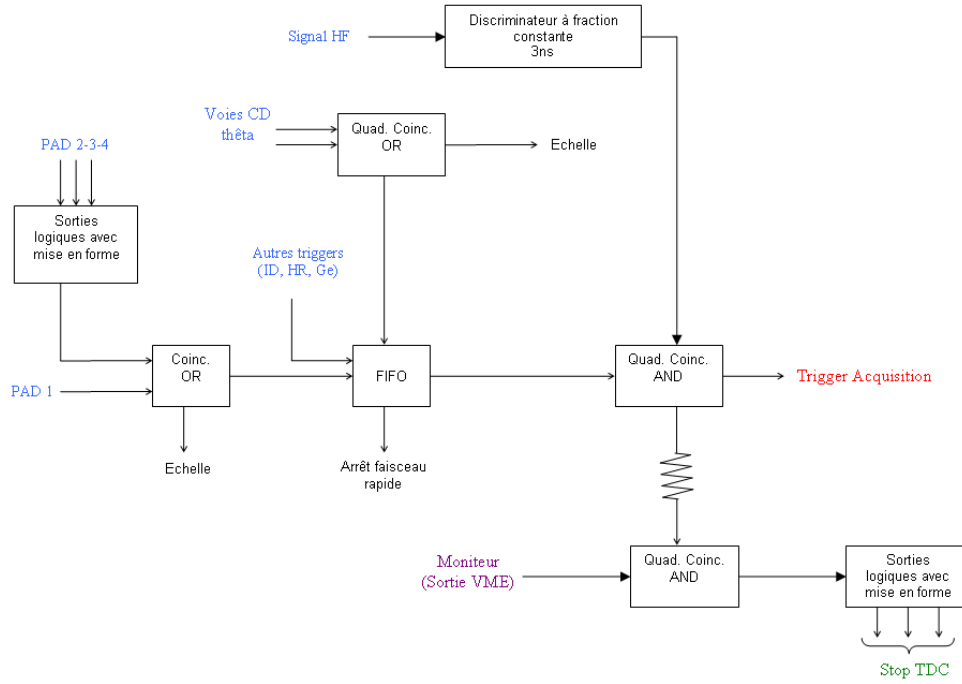 Signal HF
Discriminateur à fraction
constante
3ns
Voies CD
thêta
Quad. Coinc.
OR
Echelle
PAD 2-3-4
Sorties
logiques avec
mise en forme
Autres triggers
(ID, HR, Ge)
PAD 1
Coinc.
OR
FIFO
Quad. Coinc.
AND
Trigger Acquisition
Echelle
Arrêt faisceau
rapide
Moniteur
(Sortie VME)
Quad. Coinc.
AND
Sorties
logiques avec
mise en forme
Stop TDC